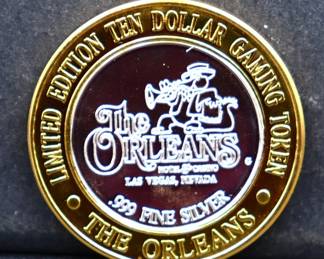 LIMITED EDITION TEN DOLLAR GAMING TOKEN
The
ORLEANS
HOTEL & CASINO
LAS VEGAS, NEVADA
.999 FINE SILVER
• THE ORLEANS •